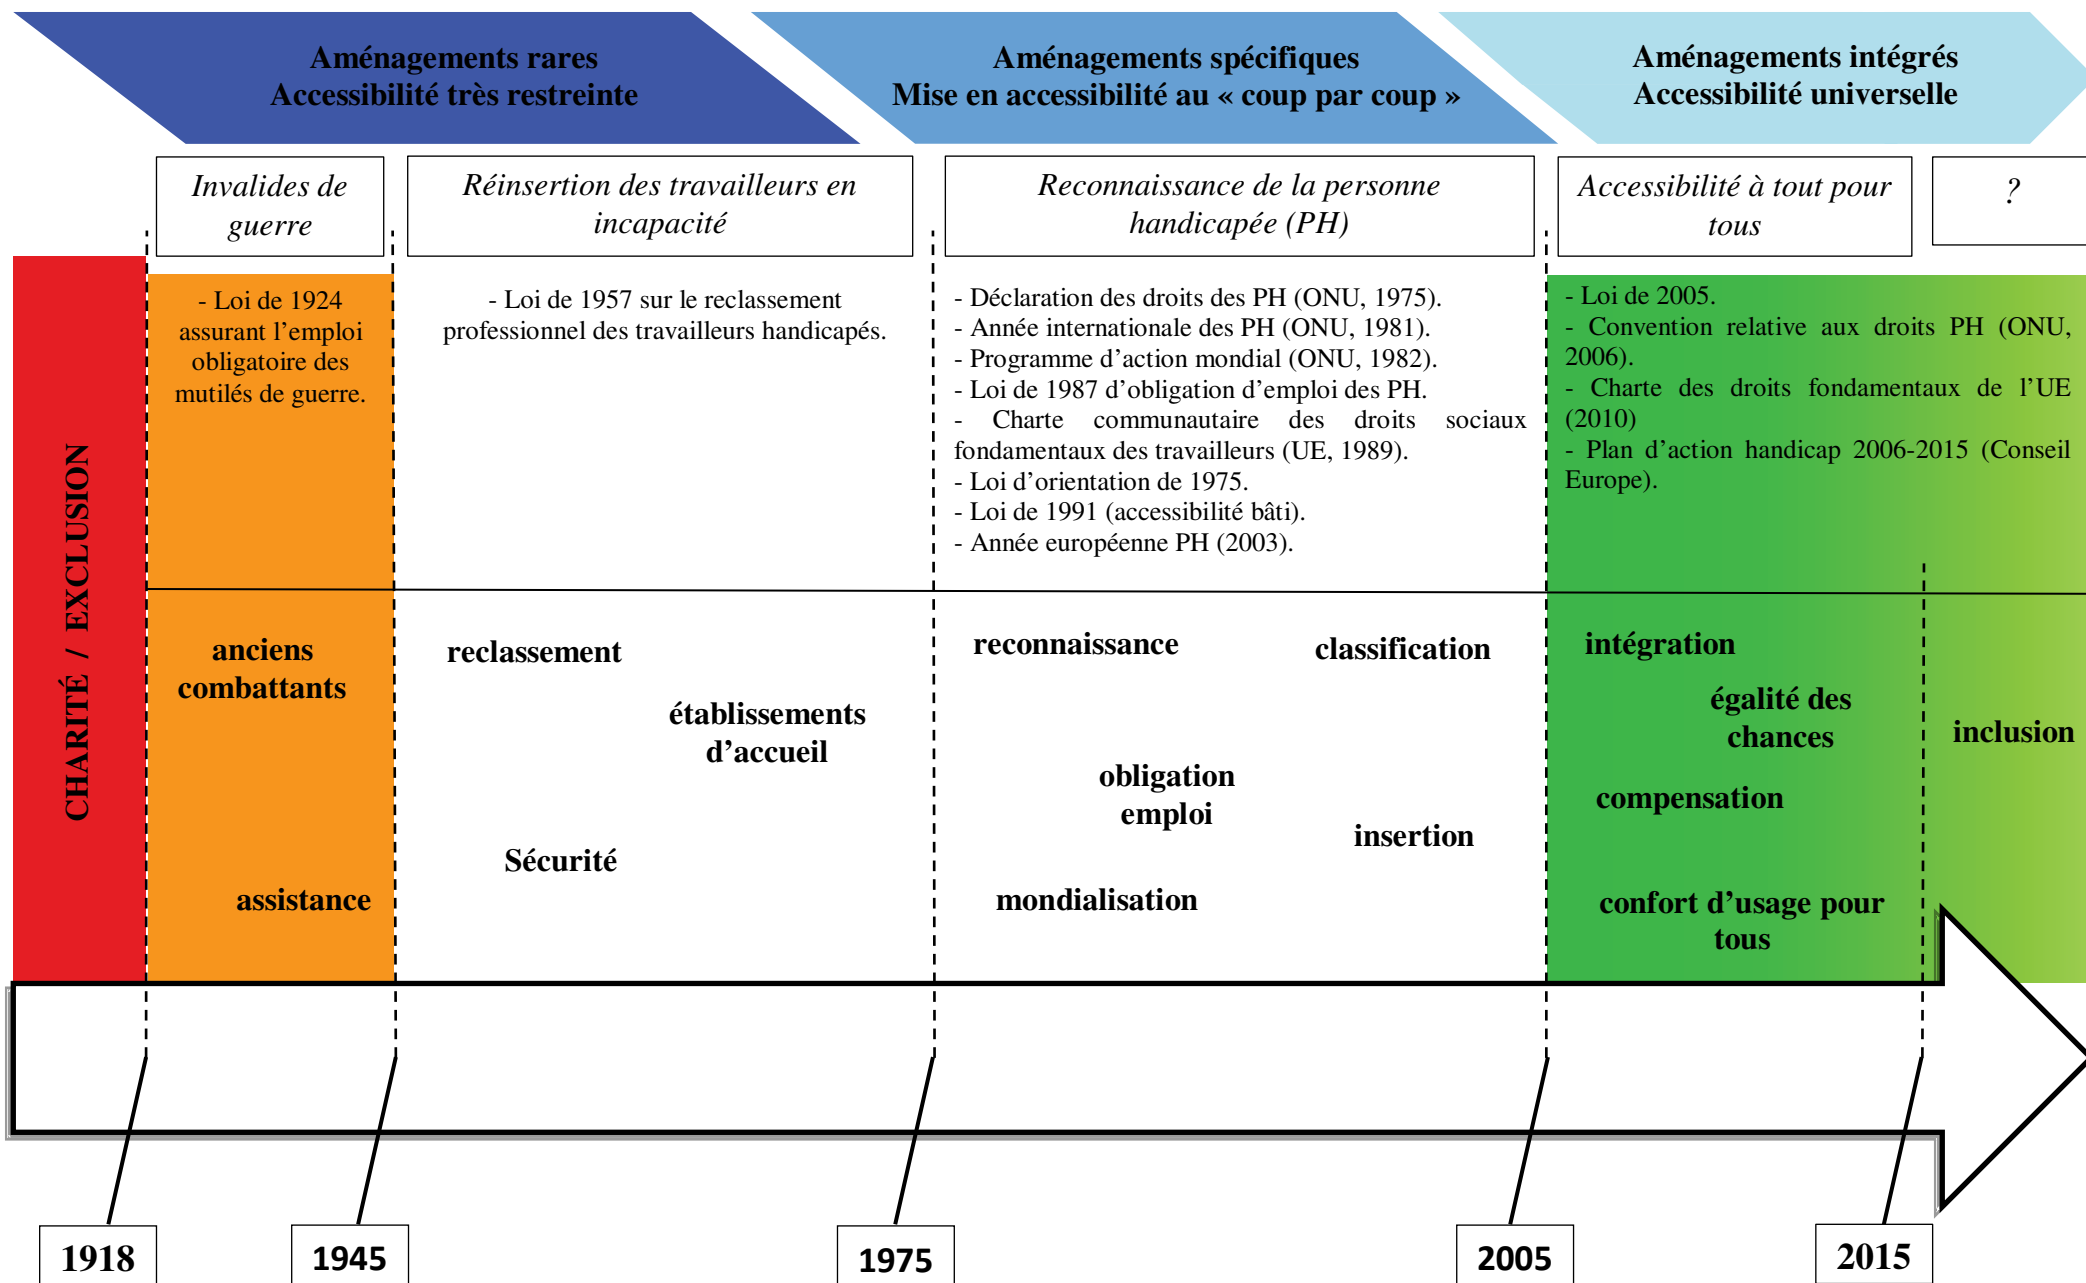 Aménagements rares
Accessibilité très restreinte
Aménagements spécifiques
Mise en accessibilité au « coup par coup »
Aménagements intégrés
Accessibilité universelle
Invalides de
guerre
Réinsertion des travailleurs en
incapacité
Reconnaissance de la personne
handicapée (PH)
Accessibilité à tout pour
tous
?
CHARITÉ / EXCLUSION
- Loi de 1924
assurant l’emploi
obligatoire des
mutilés de guerre.
- Loi de 1957 sur le reclassement
professionnel des travailleurs handicapés.
- Déclaration des droits des PH (ONU, 1975).
- Année internationale des PH (ONU, 1981).
- Programme d’action mondial (ONU, 1982).
- Loi de 1987 d’obligation d’emploi des PH.
- Charte communautaire des droits sociaux
fondamentaux des travailleurs (UE, 1989).
- Loi d’orientation de 1975.
- Loi de 1991 (accessibilité bâti).
- Année européenne PH (2003).
- Loi de 2005.
- Convention relative aux droits PH (ONU,
2006).
- Charte des droits fondamentaux de l’UE
(2010)
- Plan d’action handicap 2006-2015 (Conseil
Europe).
anciens
combattants
assistance
reclassement
établissements
d’accueil
Sécurité
reconnaissance
classification
obligation
emploi
insertion
mondialisation
intégration
égalité des
chances
compensation
confort d’usage pour
tous
inclusion
1918
1945
1975
2005
2015